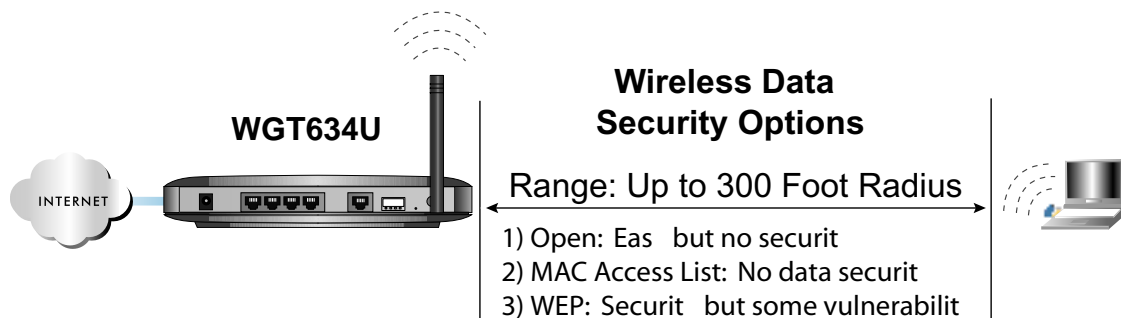 Wireless Data
Security Options
WGT634U
INTERNET
Range: Up to 300 Foot Radius
1) Open: Eas but no securit
2) MAC Access List: No data securit
3) WEP: Securit but some vulnerabilit